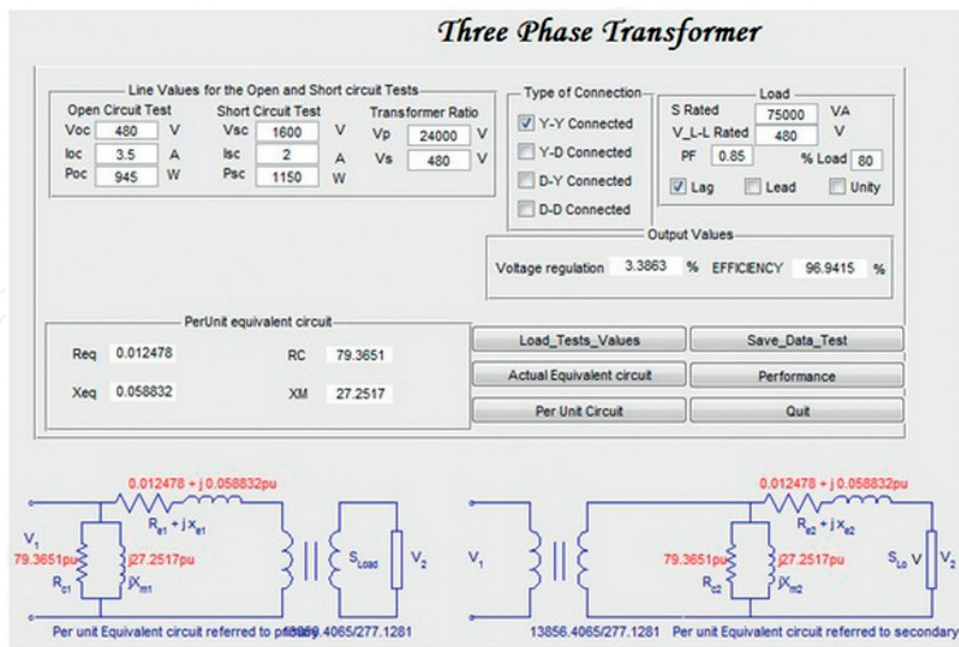 Three Phase Transformer
Line Values for the Open and Short circuit Tests
Open Circuit Test Short Circuit Test Transformer Ratio
Voc 480 V Vsc 1600 V Vp 24000 V
Ioc 3.5 A Isc 2 A Vs 480 V
Poc 945 W Psc 1150 W
Type of Connection
Y-Y Connected
Y-D Connected
D-Y Connected
D-D Connected
Load
S Rated 75000 VA
V_L-L Rated 480 V
PF 0.85 % Load 80
Lag Lead Unity
Output Values
Voltage regulation 3.3863 % EFFICIENCY 96.9415 %
PerUnit equivalent circuit
Req 0.012478 RC 79.3651
Xeq 0.058832 XM 27.2517
Load_Tests_Values Save_Data_Test
Actual Equivalent circuit Performance
Per Unit Circuit Quit
0.012478 + j 0.058832pu
Re1 + j xe1
V1
79.3651pu j27.2517pu
Rc1 jXm1
SLoad V2
Per unit Equivalent circuit referred to 4065/277.1281
0.012478 + j 0.058832pu
Re2 + j xe2
V1
79.3651pu j27.2517pu
Rc2 jXm2
SLo V V2
13856.4065/277.1281 Per unit Equivalent circuit referred to secondary